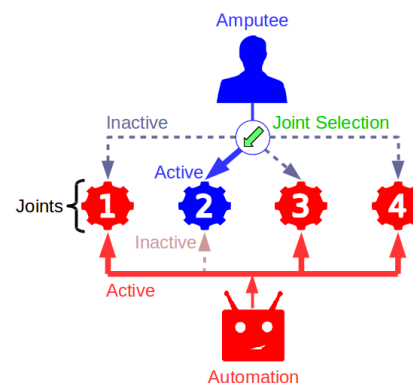 Amputee
Inactive
Joint Selection
Active
Joints
1 2 3 4
Inactive
Active
Automation